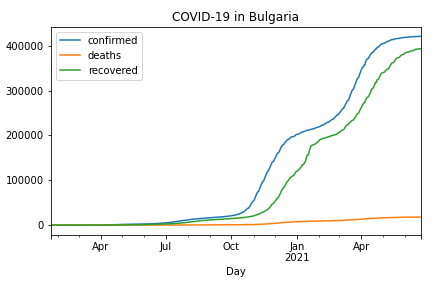 COVID-19 in Bulgaria
confirmed
deaths
recovered
400000
300000
200000
100000
0
Apr Jul Oct Jan Apr
2021
Day